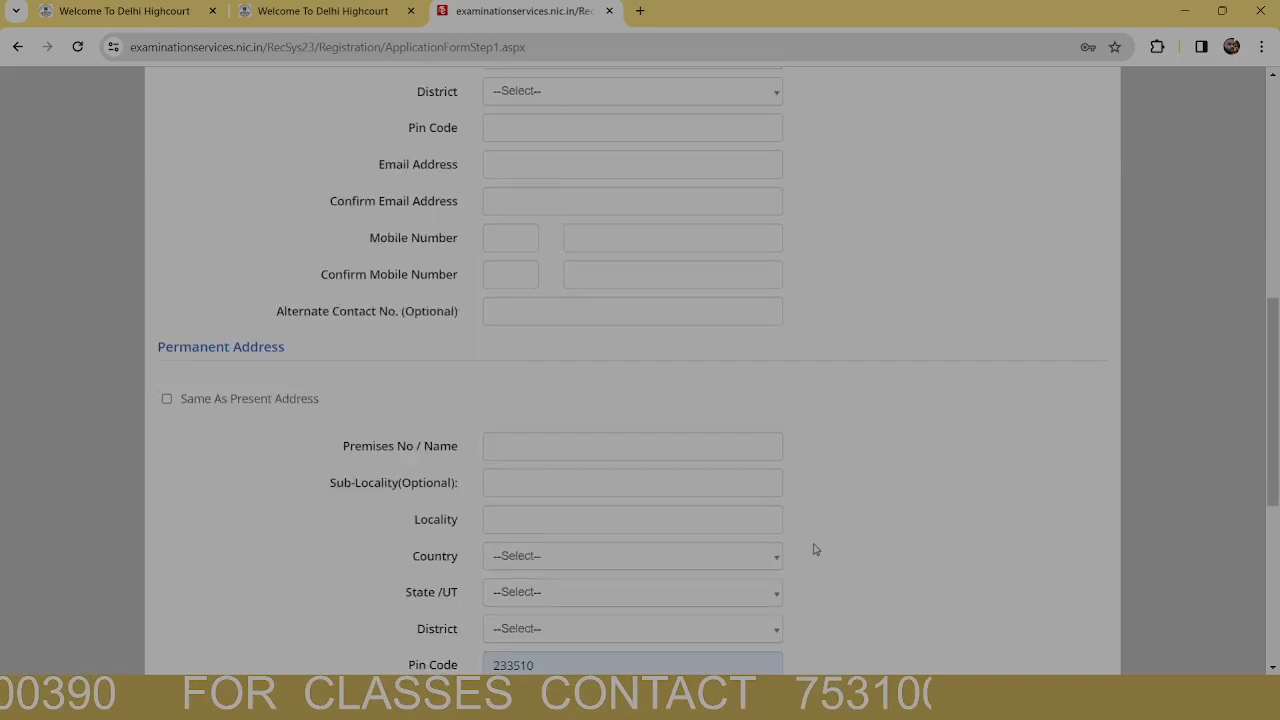 Welcome To Delhi Highcourt
Welcome To Delhi Highcourt
examinationservices.nic.in/Rec
examinationservices.nic.in/RecSys23/Registration/ApplicationFormStep1.aspx
District --Select--
Pin Code
Email Address
Confirm Email Address
Mobile Number
Confirm Mobile Number
Alternate Contact No. (Optional)
Permanent Address
Same As Present Address
Premises No / Name
Sub-Locality(Optional):
Locality
Country --Select--
State /UT --Select--
District --Select--
Pin Code 233510
00390 FOR CLASSES CONTACT 75310